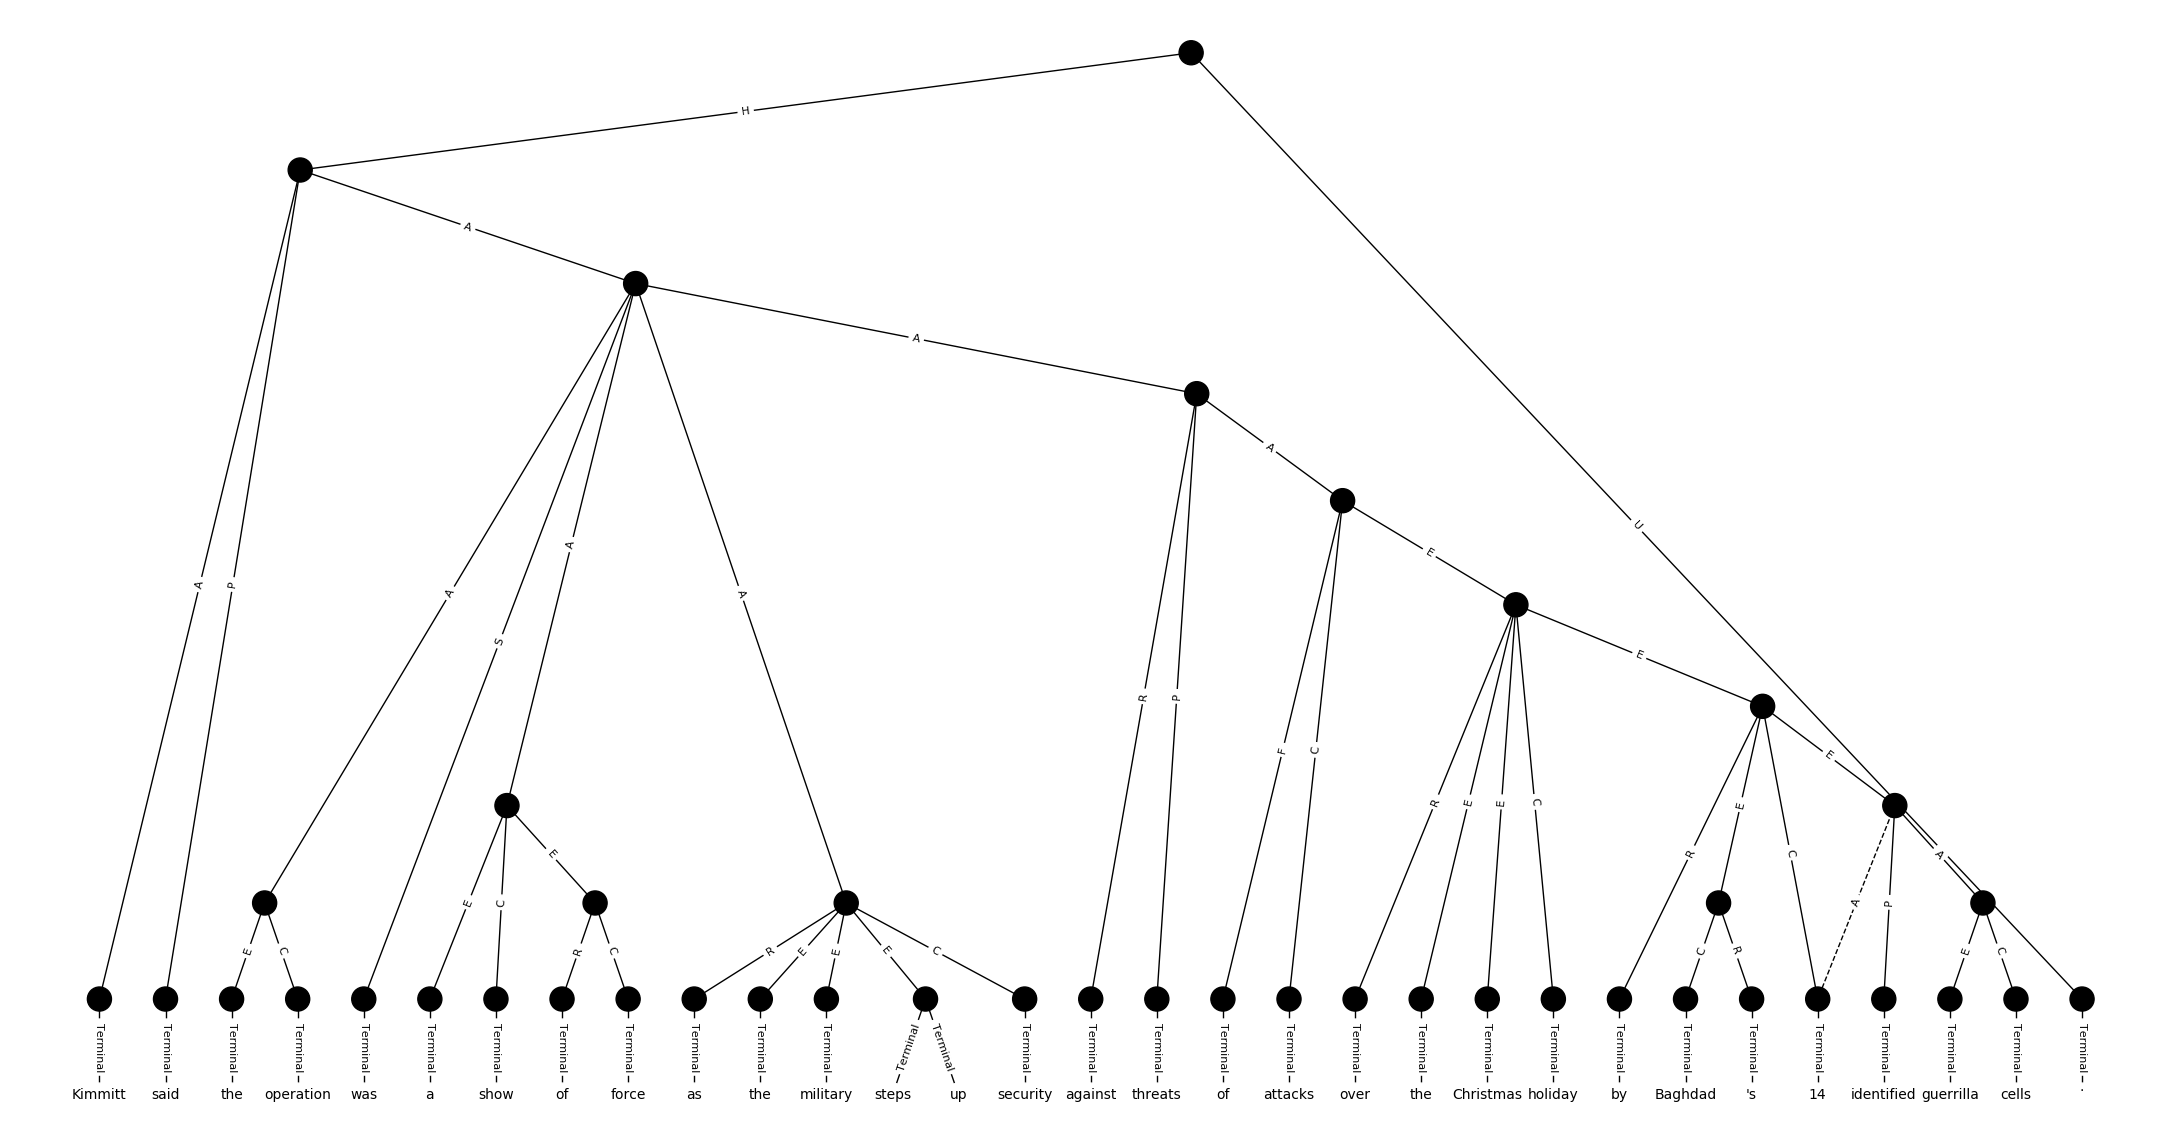 H
A
A
A
U
A
E
E
A P
A
S
A
A
R P
F C
R E E C
R E C E
E C E
A P A
E C
R C
R E E E C
C R
E C
Terminal Terminal Terminal Terminal Terminal Terminal Terminal Terminal Terminal Terminal Terminal Terminal Terminal Terminal Terminal Terminal Terminal Terminal Terminal Terminal Terminal Terminal Terminal Terminal Terminal Terminal Terminal Terminal Terminal Terminal Terminal
Kimmitt said the operation was a show of force as the military steps up security against threats of attacks over the Christmas holiday by Baghdad 's 14 identified guerrilla cells .